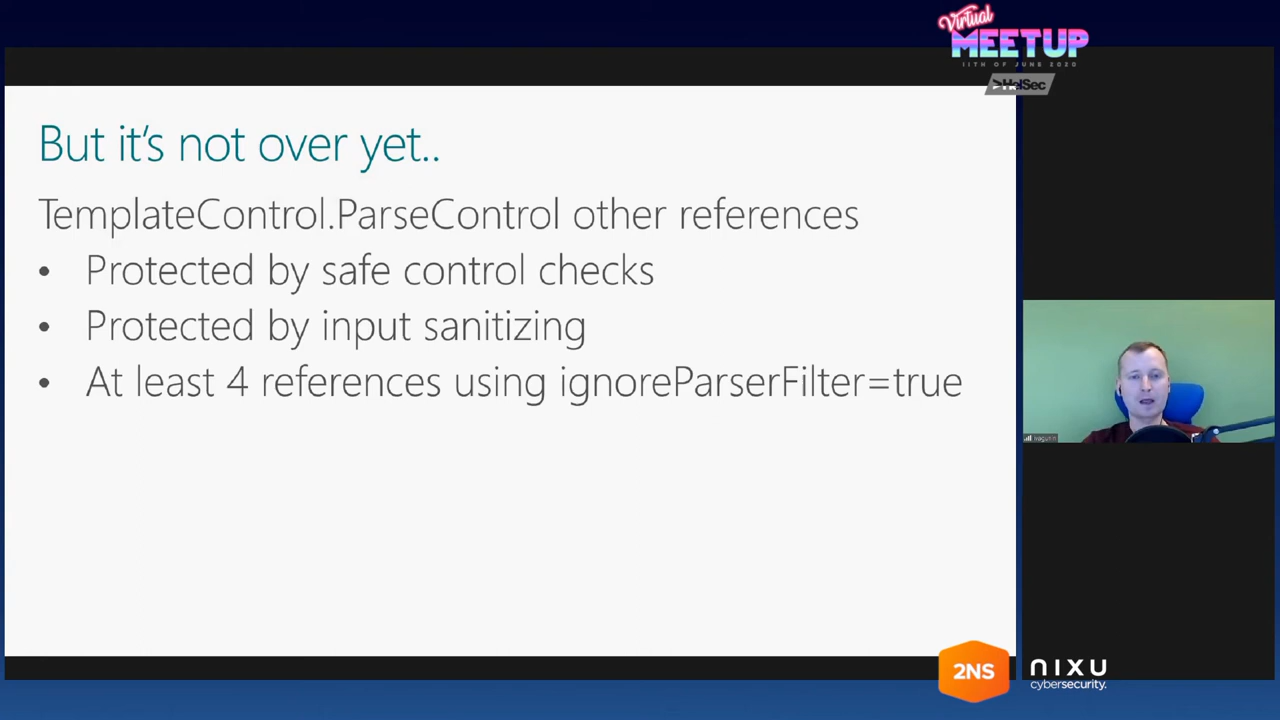 Virtual
MEETUP
11TH OF JUNE 2020
>HelSec
But it's not over yet..
TemplateControl.ParseControl other references
• Protected by safe control checks
• Protected by input sanitizing
• At least 4 references using ignoreParserFilter=true
2NS
nixu
cybersecurity.